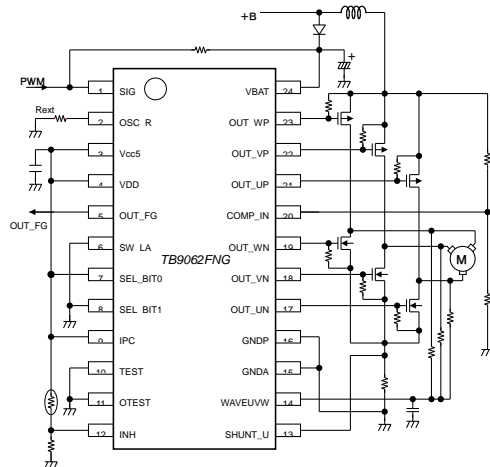 +B
+
PWM
1 SIG VBAT 24
Rext
2 OSC R OUT WP 23
3 Vcc5 OUT_VP 22
4 VDD OUT_UP 21
5 OUT_FG COMP_IN 20
OUT_FG
6 SW LA OUT_WN 19
TB9062FNG
M
7 SEL_BIT0 OUT_VN 18
8 SEL BIT1 OUT_UN 17
9 IPC GNDP 16
10 TEST GNDA 15
11 OTEST WAVEUVW 14
12 INH SHUNT_U 13